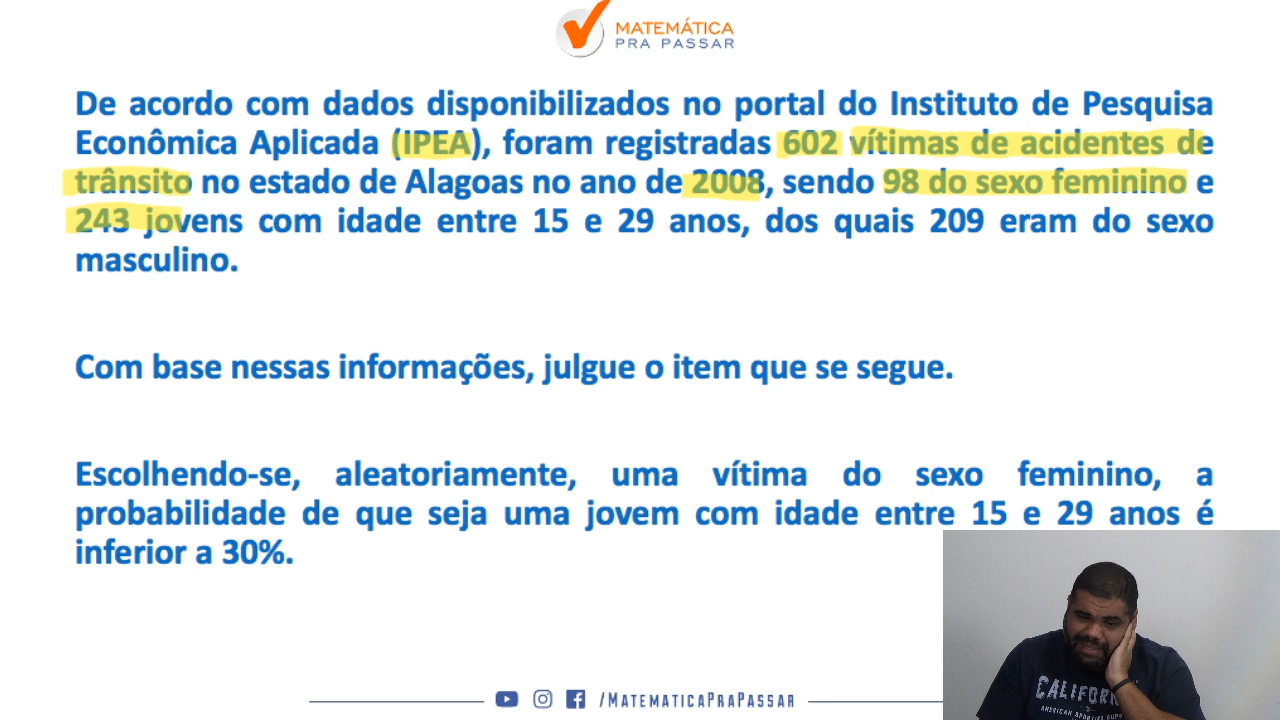 MATEMÁTICA
PRA PASSAR
De acordo com dados disponibilizados no portal do Instituto de Pesquisa
Econômica Aplicada (IPEA), foram registradas 602 vítimas de acidentes de
trânsito no estado de Alagoas no ano de 2008, sendo 98 do sexo feminino e
243 jovens com idade entre 15 e 29 anos, dos quais 209 eram do sexo
masculino.
Com base nessas informações, julgue o item que se segue.
Escolhendo-se, aleatoriamente, uma vítima do sexo feminino, a
probabilidade de que seja uma jovem com idade entre 15 e 29 anos é
inferior a 30%.
/MATEMATICAPRAPASSAR